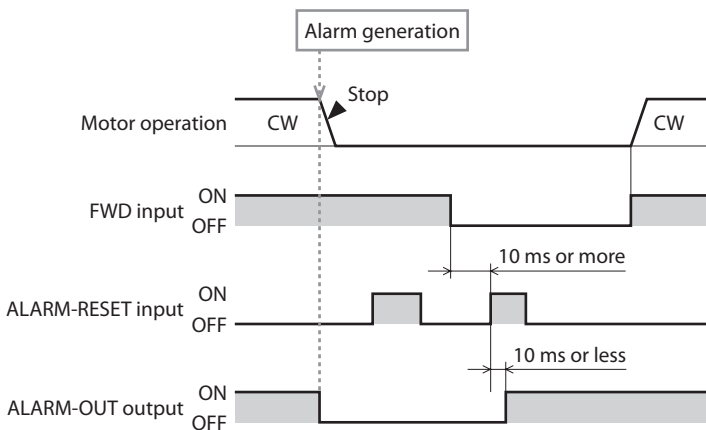 Alarm generation
Stop
Motor operation
CW
CW
ON
FWD input
OFF
10 ms or more
ON
ALARM-RESET input
OFF
10 ms or less
ON
ALARM-OUT output
OFF